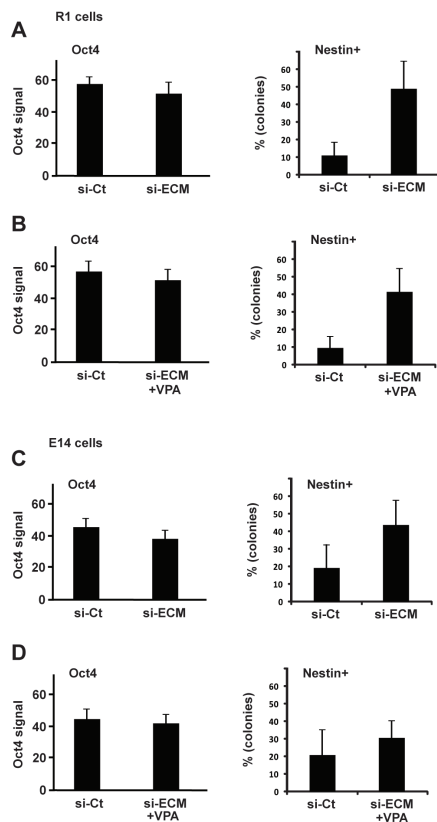 R1 cells
A
Oct4
Oct4 signal
60
40
20
0
si-Ct
si-ECM
Nestin+
% (colonies)
70
60
50
40
30
20
10
0
si-Ct
si-ECM
B
Oct4
Oct4 signal
60
40
20
0
si-Ct
si-ECM
+VPA
Nestin+
% (colonies)
70
60
50
40
30
20
10
0
si-Ct
si-ECM
+VPA
E14 cells
C
Oct4
Oct4 signal
60
40
20
0
si-Ct
si-ECM
Nestin+
% (colonies)
70
60
50
40
30
20
10
0
si-Ct
si-ECM
D
Oct4
Oct4 signal
60
40
20
0
si-Ct
si-ECM
+VPA
Nestin+
% (colonies)
70
60
50
40
30
20
10
0
si-Ct
si-ECM
+VPA